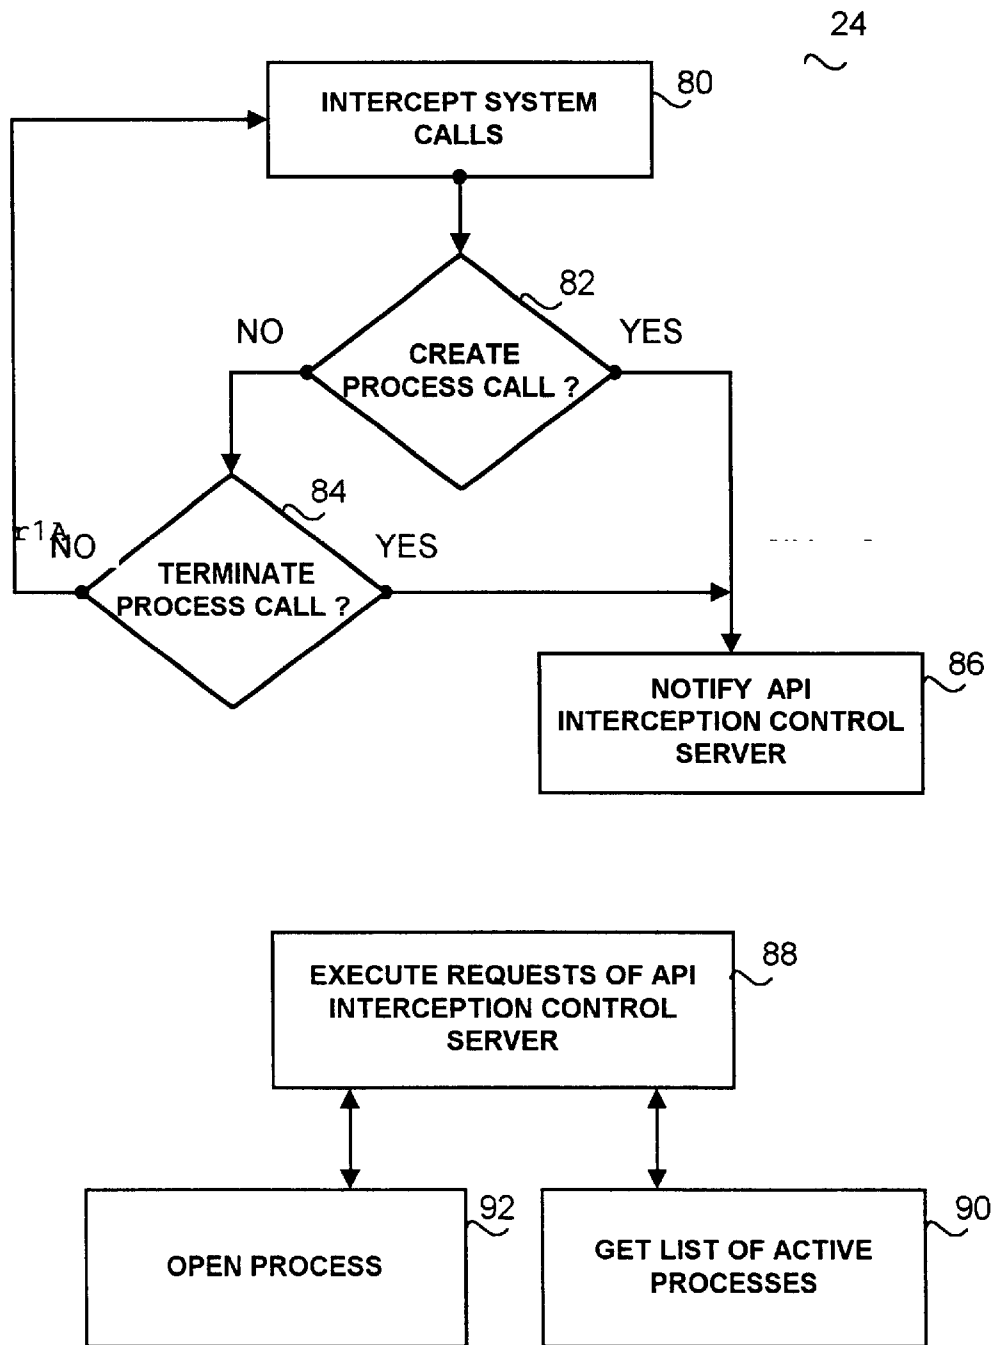 24
INTERCEPT SYSTEM
CALLS
80
82
NO
YES
CREATE
PROCESS CALL ?
84
r1A
NO
YES
TERMINATE
PROCESS CALL ?
86
NOTIFY API
INTERCEPTION CONTROL
SERVER
88
EXECUTE REQUESTS OF API
INTERCEPTION CONTROL
SERVER
92
OPEN PROCESS
90
GET LIST OF ACTIVE
PROCESSES